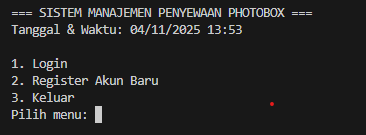 === SISTEM MANAJEMEN PENYEWAAN PHOTOBOX ===
Tanggal & Waktu: 04/11/2025 13:53
1. Login
2. Register Akun Baru
3. Keluar
Pilih menu: